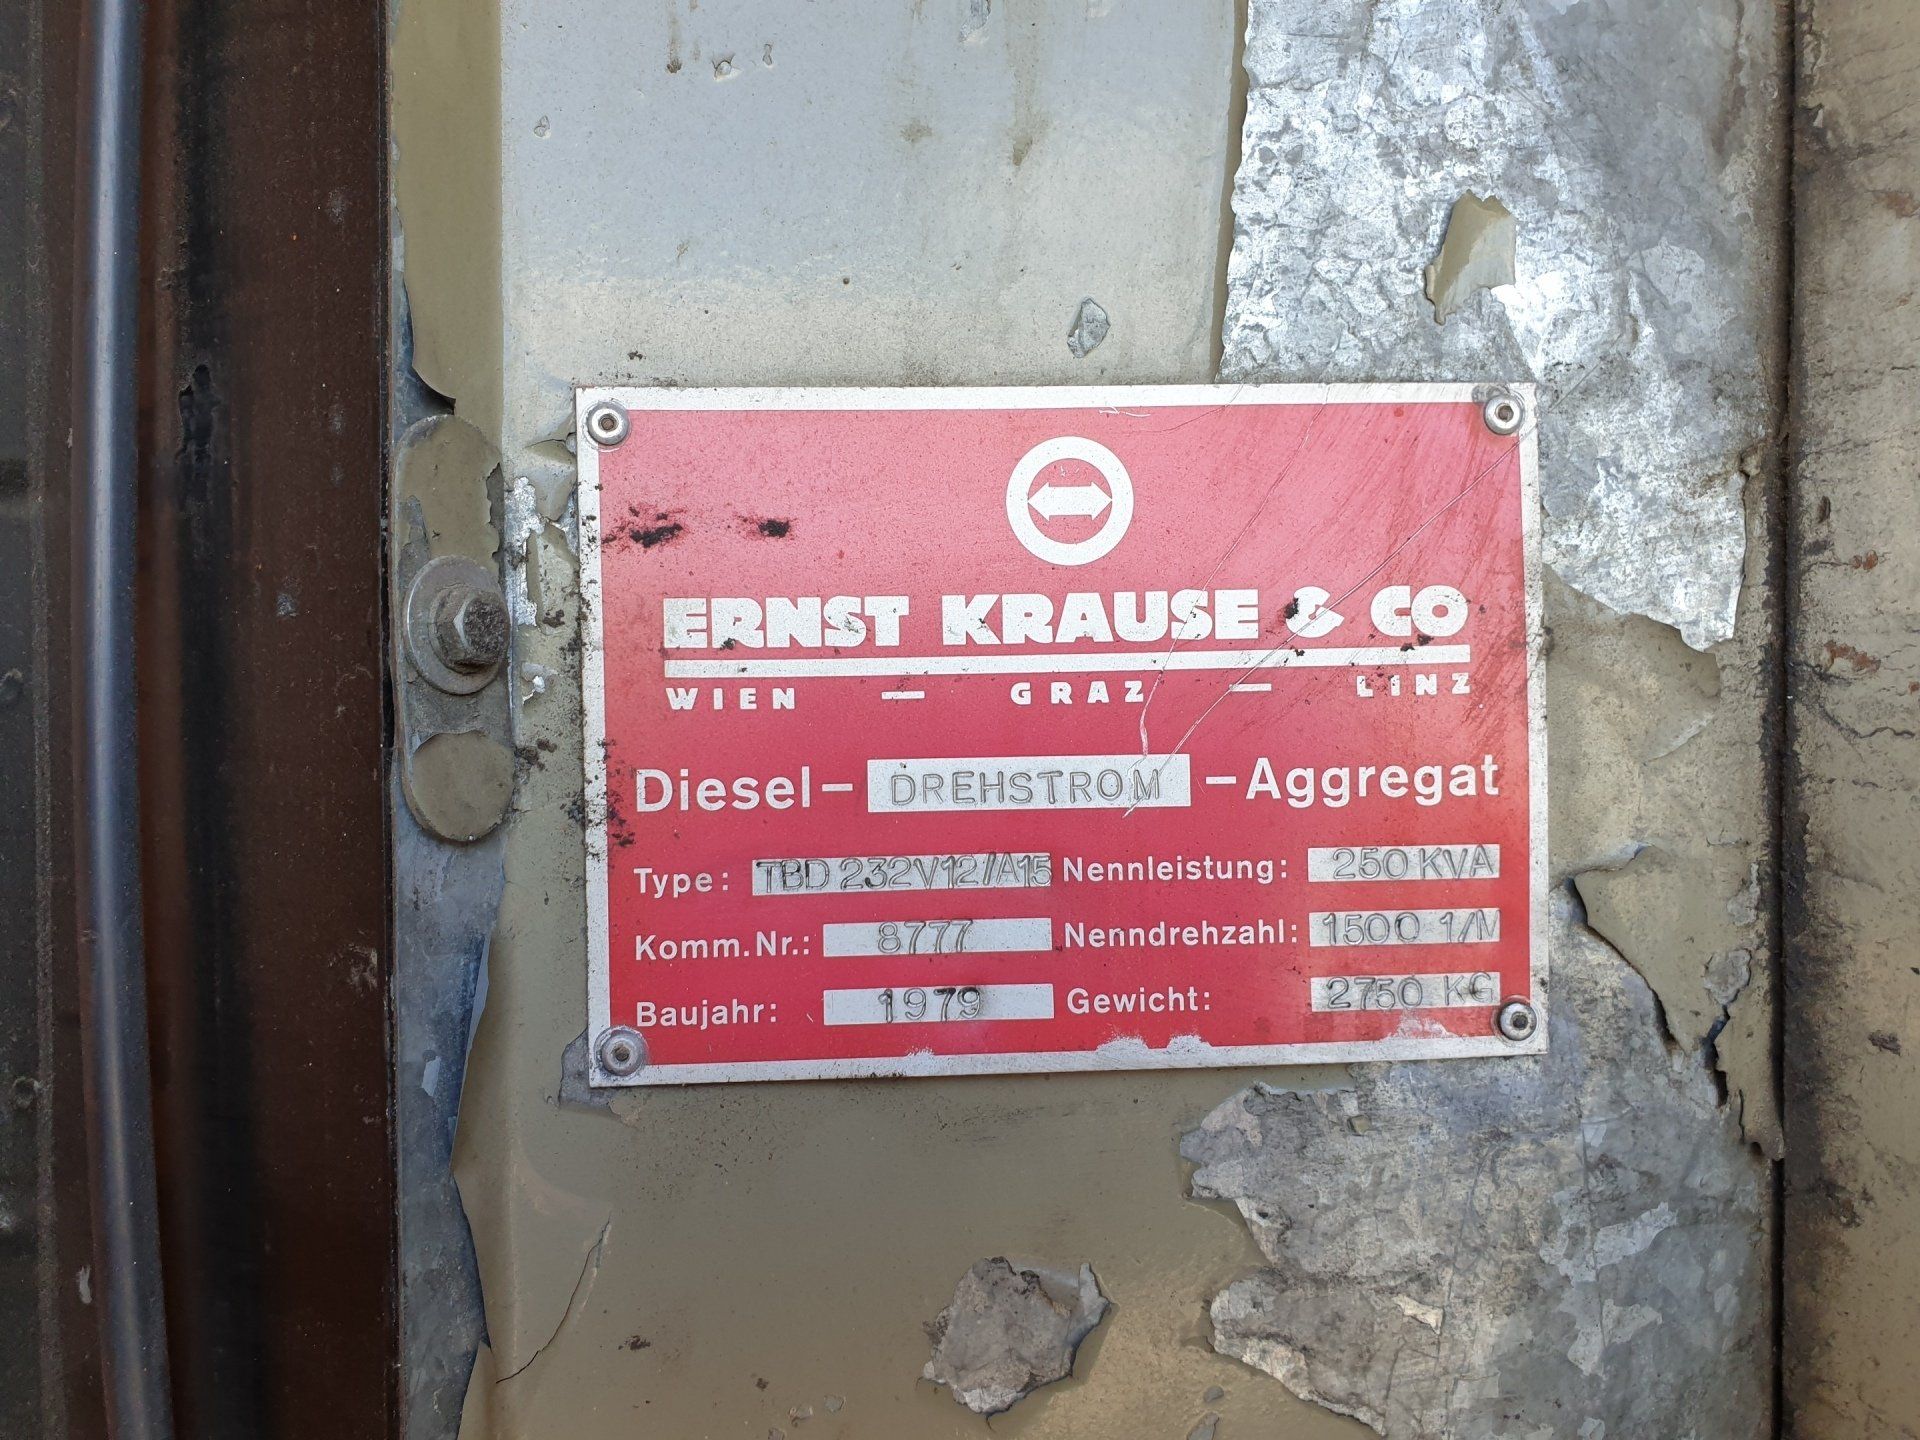 ERNST KRAUSE & CO
WIEN — GRAZ — LINZ
Diesel- DREHSTROM -Aggregat
Type: TBD 232V12/A15 Nennleistung: 250 KVA
Komm.Nr.: 8777 Nenndrehzahl: 1500 1/M
Baujahr: 1979 Gewicht: 2750 KG